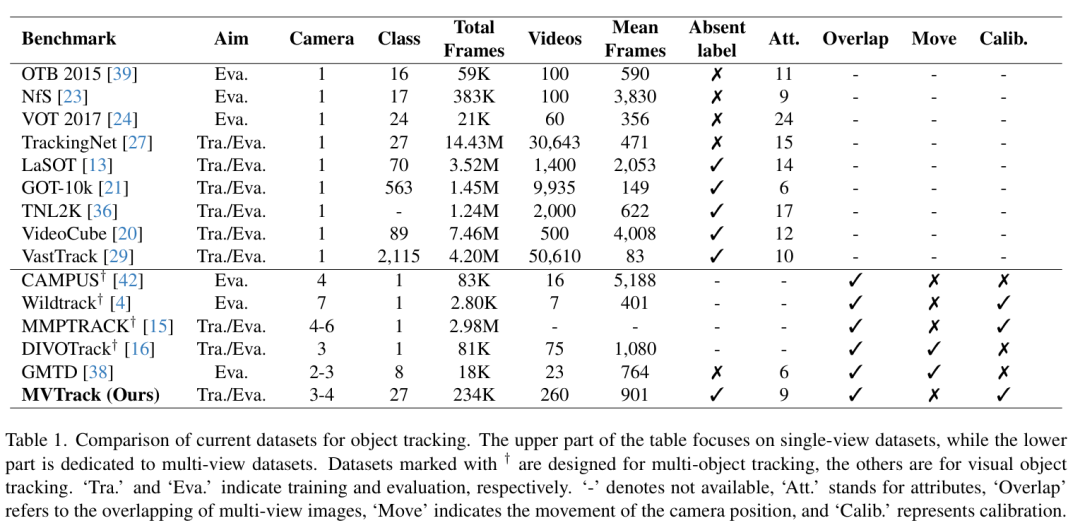 Benchmark Aim Camera Class Total Frames Videos Mean Frames Absent label Att. Overlap Move Calib.
OTB 2015 [39] Eva. 1 16 59K 100 590 ✗ 11 - - -
NfS [23] Eva. 1 17 383K 100 3,830 ✗ 9 - - -
VOT 2017 [24] Eva. 1 24 21K 60 356 ✗ 24 - - -
TrackingNet [27] Tra./Eva. 1 27 14.43M 30,643 471 ✗ 15 - - -
LaSOT [13] Tra./Eva. 1 70 3.52M 1,400 2,053 ✓ 14 - - -
GOT-10k [21] Tra./Eva. 1 563 1.45M 9,935 149 ✓ 6 - - -
TNL2K [36] Tra./Eva. 1 - 1.24M 2,000 622 ✓ 17 - - -
VideoCube [20] Tra./Eva. 1 89 7.46M 500 4,008 ✓ 12 - - -
VastTrack [29] Tra./Eva. 1 2,115 4.20M 50,610 83 ✓ 10 - - -
CAMPUS† [42] Eva. 4 1 83K 16 5,188 - - ✓ ✗ ✗
Wildtrack† [4] Eva. 7 1 2.80K 7 401 - - ✓ ✗ ✓
MMPTRACK† [15] Tra./Eva. 4-6 1 2.98M - - - - ✓ ✗ ✓
DIVOTrack† [16] Tra./Eva. 3 1 81K 75 1,080 - - ✓ ✓ ✗
GMTD [38] Eva. 2-3 8 18K 23 764 ✗ 6 ✓ ✓ ✗
MVTrack (Ours) Tra./Eva. 3-4 27 234K 260 901 ✓ 9 ✓ ✗ ✓
Table 1. Comparison of current datasets for object tracking. The upper part of the table focuses on single-view datasets, while the lower
part is dedicated to multi-view datasets. Datasets marked with † are designed for multi-object tracking, the others are for visual object
tracking. ‘Tra.’ and ‘Eva.’ indicate training and evaluation, respectively. ‘-’ denotes not available, ‘Att.’ stands for attributes, ‘Overlap’
refers to the overlapping of multi-view images, ‘Move’ indicates the movement of the camera position, and ‘Calib.’ represents calibration.